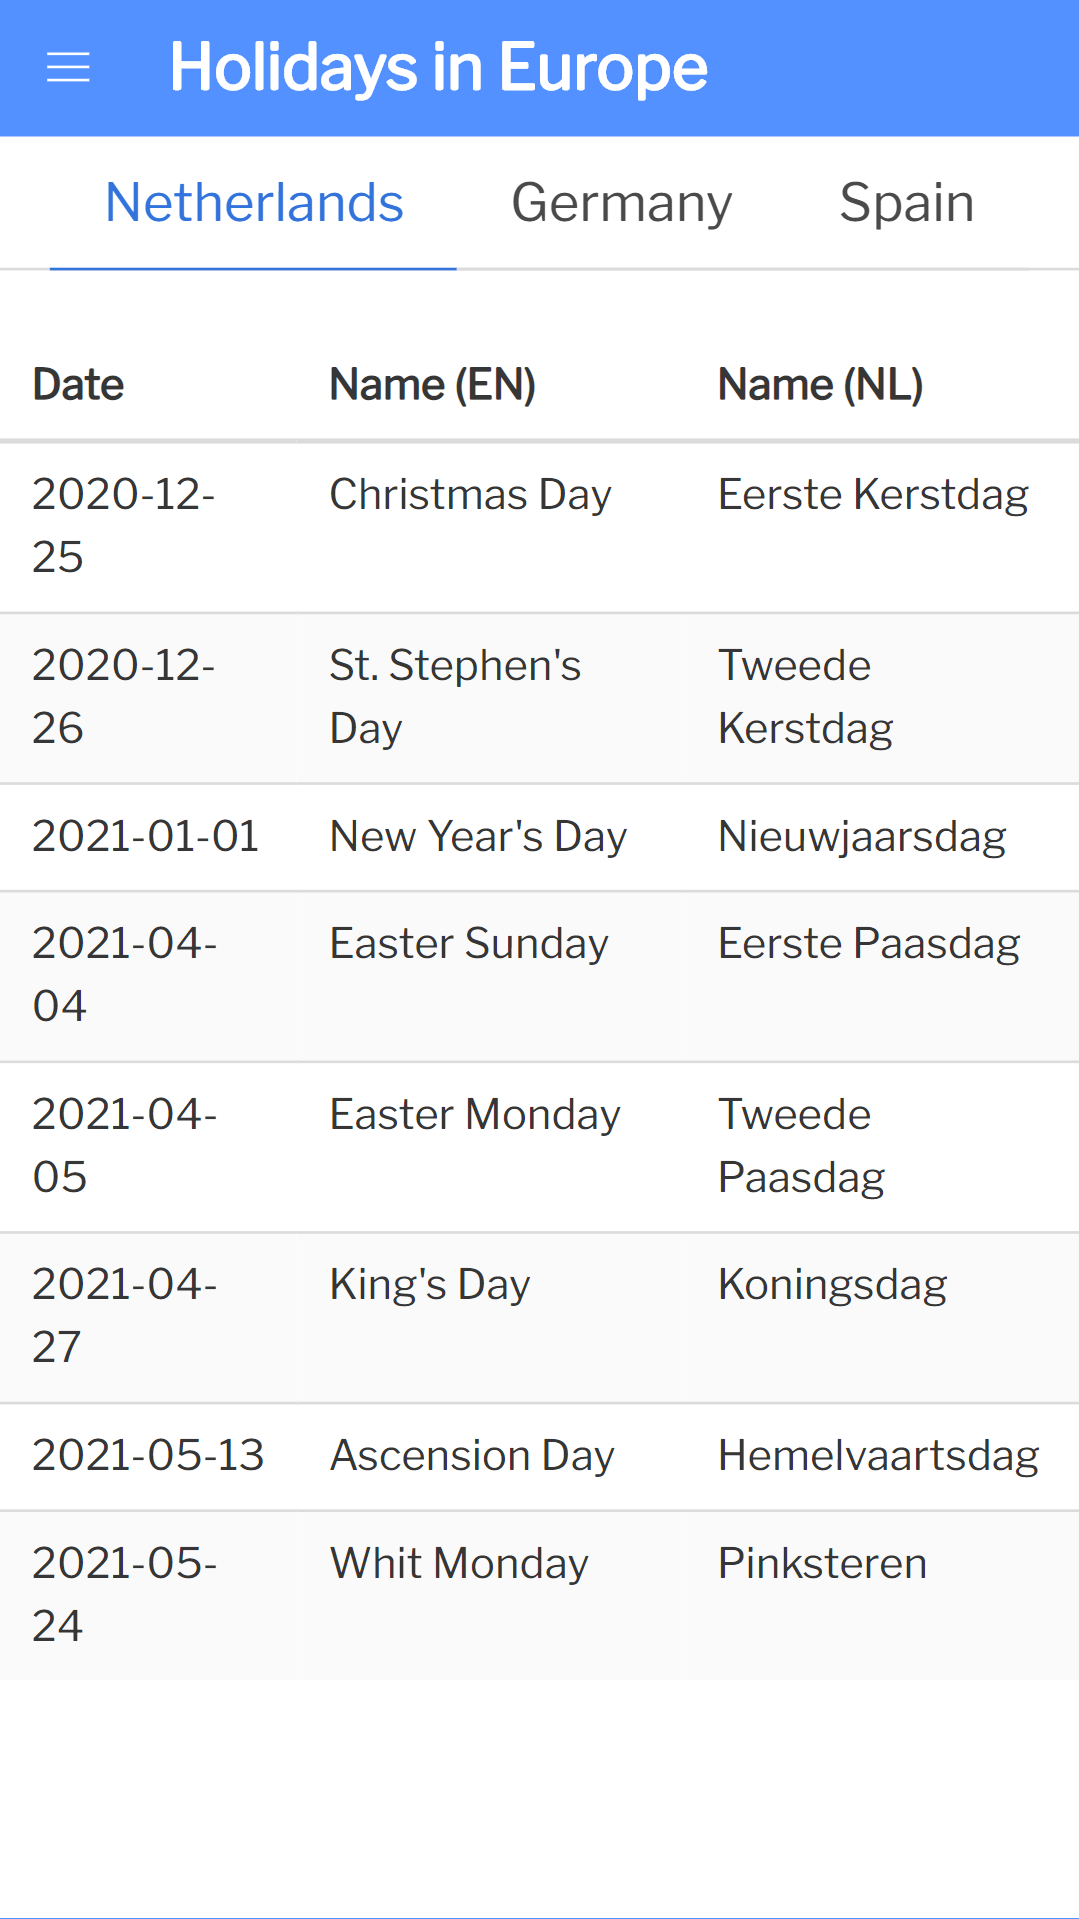 Holidays in Europe
Netherlands Germany Spain
Date Name (EN) Name (NL)
2020-12- Christmas Day Eerste Kerstdag
25
2020-12- St. Stephen's Tweede
26 Day Kerstdag
2021-01-01 New Year's Day Nieuwjaarsdag
2021-04- Easter Sunday Eerste Paasdag
04
2021-04- Easter Monday Tweede
05 Paasdag
2021-04- King's Day Koningsdag
27
2021-05-13 Ascension Day Hemelvaartsdag
2021-05- Whit Monday Pinksteren
24